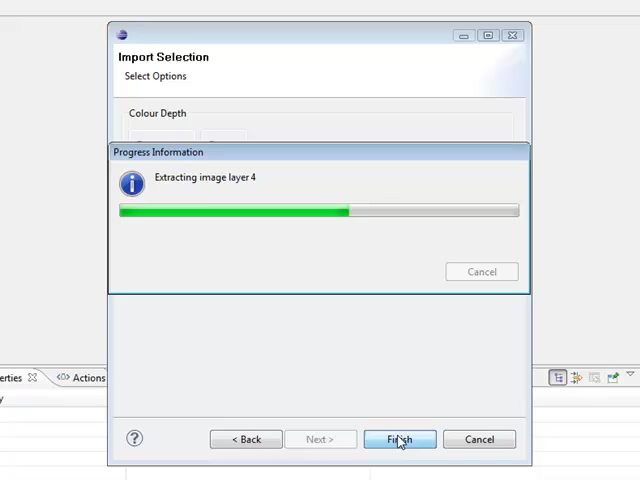 Import Selection
Select Options
Colour Depth
Progress Information
Extracting image layer 4
Cancel
erties
Actions
y
?
< Back
Next >
Finish
Cancel